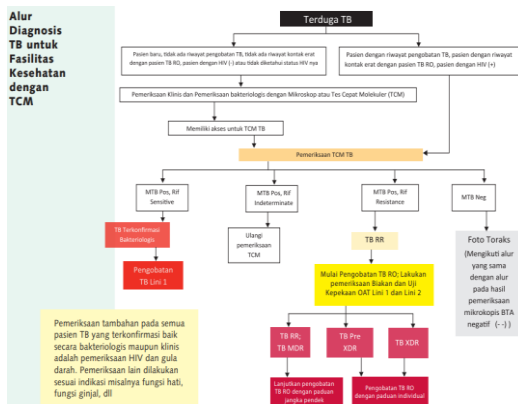 Alur
Diagnosis
TB untuk
Fasilitas
Kesehatan
dengan
TCM
Terduga TB
Pasien baru, tidak ada riwayat pengobatan TB, tidak ada riwayat kontak erat
dengan pasien TB RO, pasien dengan HIV (-) atau tidak diketahui status HIV nya
Pasien dengan riwayat pengobatan TB, pasien dengan riwayat
kontak erat dengan pasien TB RO, pasien dengan HIV (+)
Pemeriksaan Klinis dan Pemeriksaan bakteriologis dengan Mikroskop atau Tes Cepat Molekuler (TCM)
Memiliki akses untuk TCM TB
Pemeriksaan TCM TB
MTB Pos, Rif
Sensitive
MTB Pos, Rif
Indeterminate
MTB Pos, Rif
Resistance
MTB Neg
TB Terkonfirmasi
Bakteriologis
Ulangi
pemeriksaan
TCM
TB RR
Foto Toraks
(Mengikuti alur
yang sama
dengan alur
pada hasil
pemeriksaan
mikrokopis BTA
negatif (--))
Pengobatan
TB Lini 1
Mulai Pengobatan TB RO; Lakukan
pemeriksaan Biakan dan Uji
Kepekaan OAT Lini 1 dan Lini 2
Pemeriksaan tambahan pada semua
pasien TB yang terkonfirmasi baik
secara bakteriologis maupun klinis
adalah pemeriksaan HIV dan gula
darah. Pemeriksaan lain dilakukan
sesuai indikasi misalnya fungsi hati,
fungsi ginjal, dll
TB RR;
TB MDR
TB Pre
XDR
TB XDR
Lanjutkan pengobatan
TB RO dengan paduan
jangka pendek
Pengobatan TB RO
dengan paduan individual